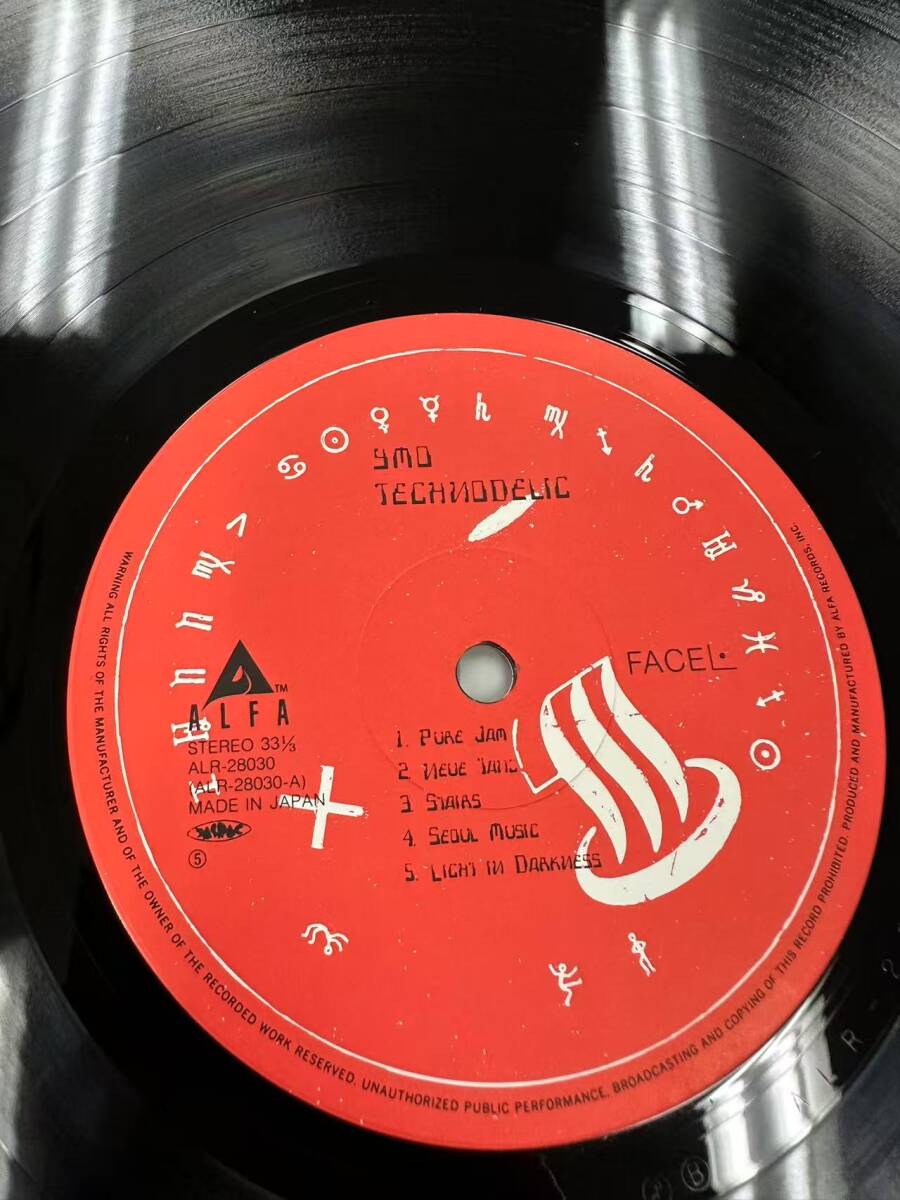 YMO
TECHNODELIC
FACE L
ALFA TM
STEREO 33⅓
ALR-28030
(ALR-28030-A)
MADE IN JAPAN
⑤
1. PURE JAM
2 NEUE
3 STAIRS
4. SEOUL MUSIC
5. LIGHT IN DARKNESS
WARNING ALL RIGHTS OF THE MANUFACTURER AND OF THE OWNER OF THE RECORDED WORK RESERVED. UNAUTHORIZED PUBLIC PERFORMANCE, BROADCASTING AND COPYING OF THIS RECORD PROHIBITED. PRODUCED AND MANUFACTURED BY ALFA RECORDS, INC.